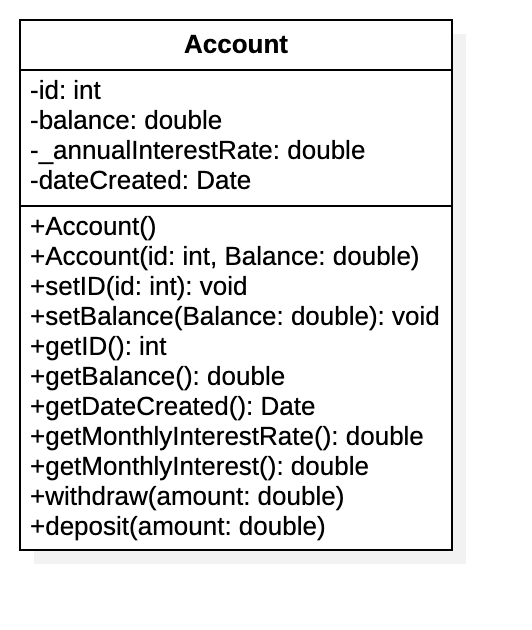 Account
-id: int
-balance: double
-_annualInterestRate: double
-dateCreated: Date
+Account()
+Account(id: int, Balance: double)
+setID(id: int): void
+setBalance(Balance: double): void
+getID(): int
+getBalance(): double
+getDateCreated(): Date
+getMonthlyInterestRate(): double
+getMonthlyInterest(): double
+withdraw(amount: double)
+deposit(amount: double)